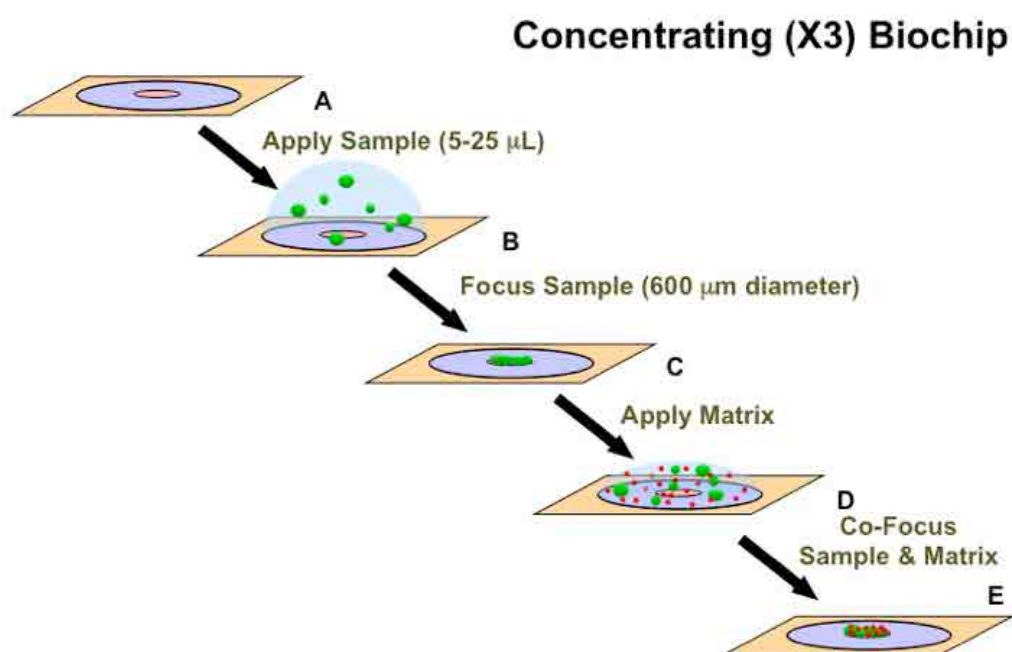 Concentrating (X3) Biochip
A
Apply Sample (5-25 μL)
B
Focus Sample (600 μm diameter)
C
Apply Matrix
D
Co-Focus
Sample & Matrix
E